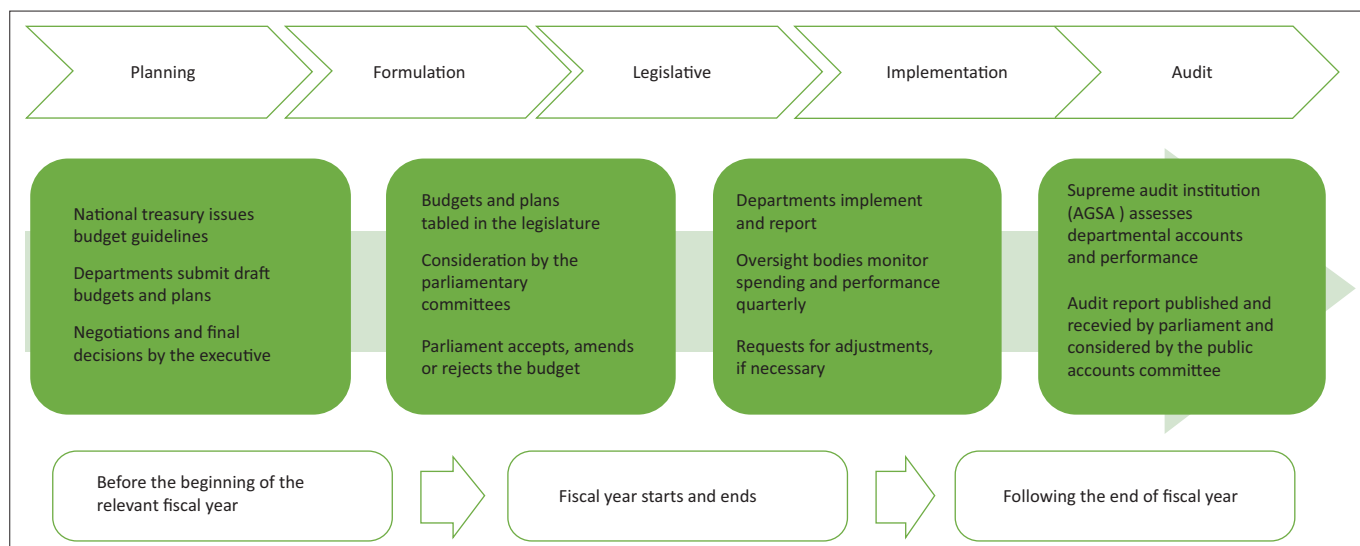 Planning
Formulation
Legislative
Implementation
Audit
National treasury issues
budget guidelines
Departments submit draft
budgets and plans
Negotiations and final
decisions by the executive
Budgets and plans
tabled in the legislature
Consideration by the
parliamentary
committees
Parliament accepts, amends
or rejects the budget
Departments implement
and report
Oversight bodies monitor
spending and performance
quarterly
Requests for adjustments,
if necessary
Supreme audit institution
(AGSA ) assesses
departmental accounts
and performance
Audit report published and
recevied by parliament and
considered by the public
accounts committee
Before the beginning of the
relevant fiscal year
Fiscal year starts and ends
Following the end of fiscal year